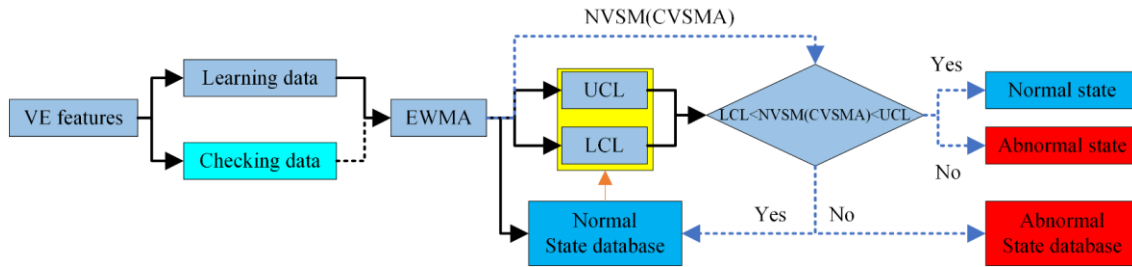 NVSM(CVSMA)
VE features
Learning data
Checking data
EWMA
UCL
LCL
LCL<NVSM(CVSMA)<UCL
Yes
No
Normal state
Abnormal state
Normal
State database
Yes
No
Abnormal
State database